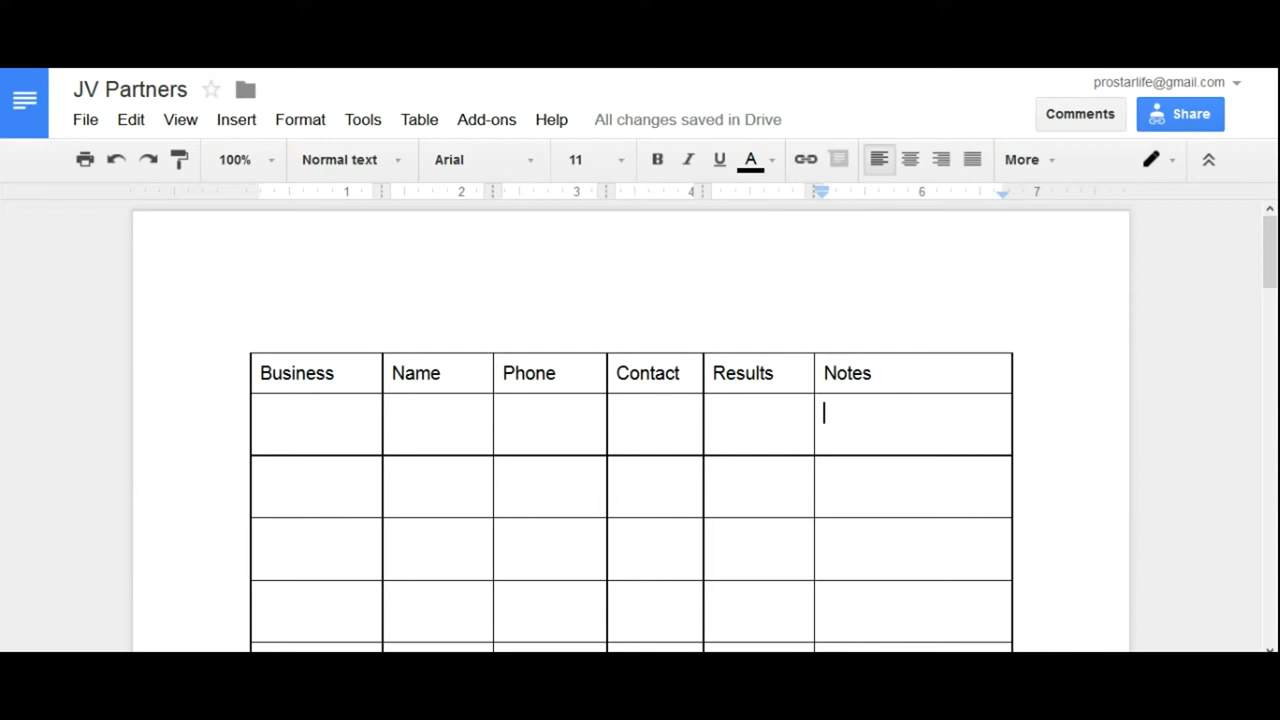 JV Partners
prostarlife@gmail.com
File Edit View Insert Format Tools Table Add-ons Help All changes saved in Drive
Comments Share
100% Normal text Arial 11 B I U A More
1 2 3 4 6 7
Business Name Phone Contact Results Notes